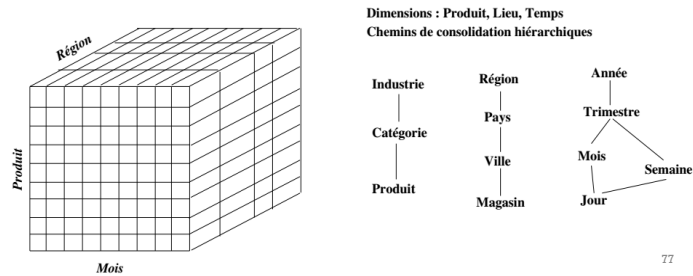 Dimensions : Produit, Lieu, Temps
Chemins de consolidation hiérarchiques
Région
Produit
Mois
Industrie
Catégorie
Produit
Région
Pays
Ville
Magasin
Année
Trimestre
Mois
Semaine
Jour
77